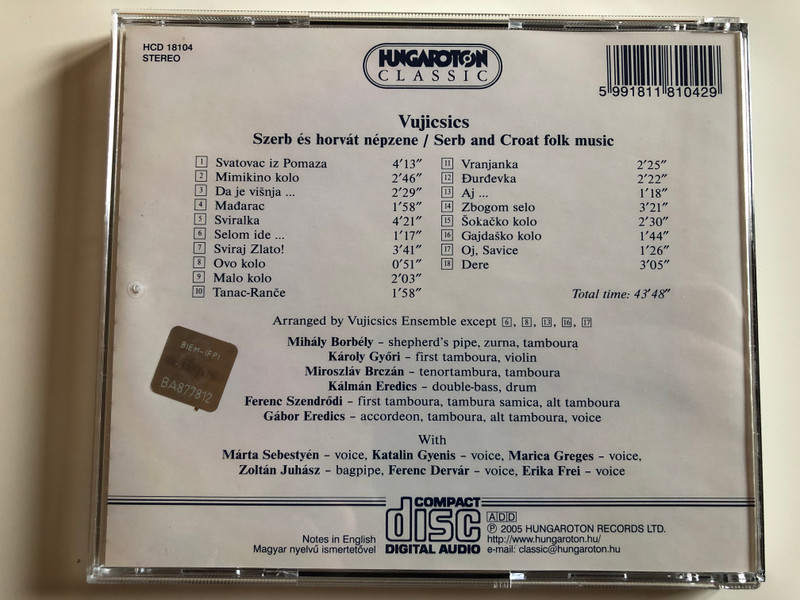 HCD 18104
STEREO
HUNGAROTON
CLASSIC
5 991811 810429
Vujicsics
Szerb és horvát népzene / Serb and Croat folk music
1 Svatovac iz Pomaza 4’13”
2 Mimikino kolo 2’46”
3 Da je višnja ... 2’29”
4 Mađarac 1’58”
5 Sviralka 4’21”
6 Selom ide ... 1’17”
7 Sviraj Zlato! 3’41”
8 Ovo kolo 0’51”
9 Malo kolo 2’03”
10 Tanac-Ranče 1’58”
11 Vranjanka 2’25”
12 Đurđevka 2’22”
13 Aj ... 1’18”
14 Zbogom selo 3’21”
15 Šokačko kolo 2’30”
16 Gajdaško kolo 1’44”
17 Oj, Savice 1’26”
18 Dere 3’05”
Total time: 43’48”
Arranged by Vujicsics Ensemble except 6, 8, 13, 16, 17
Mihály Borbély – shepherd’s pipe, zurna, tamboura
Károly Győri – first tamboura, violin
Miroszláv Brczán – tenortambura, tamboura
Kálmán Eredics – double-bass, drum
Ferenc Szendrődi – first tamboura, tambura samica, alt tamboura
Gábor Eredics – accordeon, tamboura, alt tamboura, voice
With
Márta Sebestyén – voice, Katalin Gyenis – voice, Marica Greges – voice,
Zoltán Juhász – bagpipe, Ferenc Dervár – voice, Erika Frei – voice
BIEM-IFPI
BA877812
Notes in English
Magyar nyelvű ismertetővel
COMPACT
disc
DIGITAL AUDIO
ADD
℗ 2005 HUNGAROTON RECORDS LTD.
http://www.hungaroton.hu/
e-mail: classic@hungaroton.hu